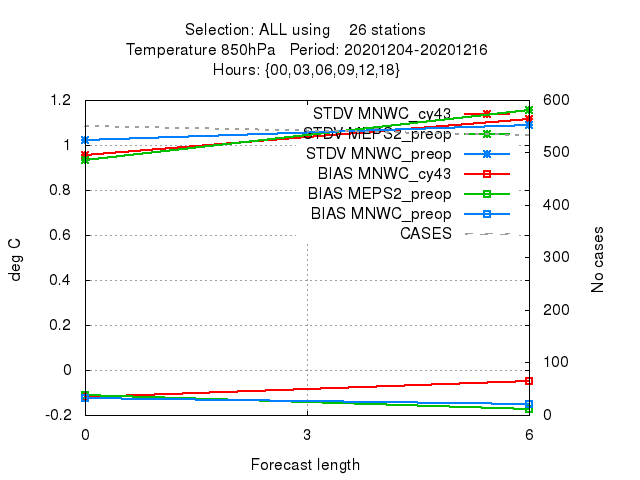 Selection: ALL using 26 stations
Temperature 850hPa Period: 20201204-20201216
Hours: {00,03,06,09,12,18}
1.2
1
0.8
0.6
0.4
0.2
0
-0.2
deg C
600
500
400
300
200
100
0
No cases
STDV MNWC_cy43
STDV MEPS2_preop
STDV MNWC_preop
BIAS MNWC_cy43
BIAS MEPS2_preop
BIAS MNWC_preop
CASES
0 3 6
Forecast length